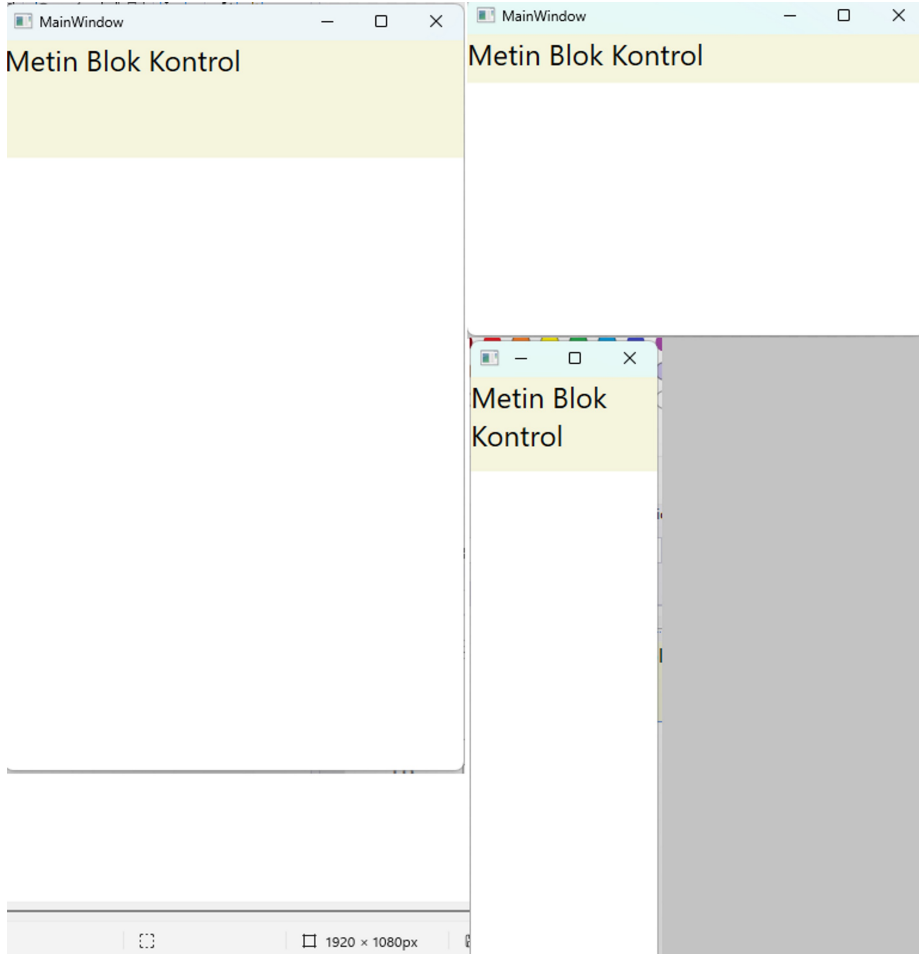 MainWindow
Metin Blok Kontrol
MainWindow
Metin Blok Kontrol
Metin Blok
Kontrol
1920 × 1080px